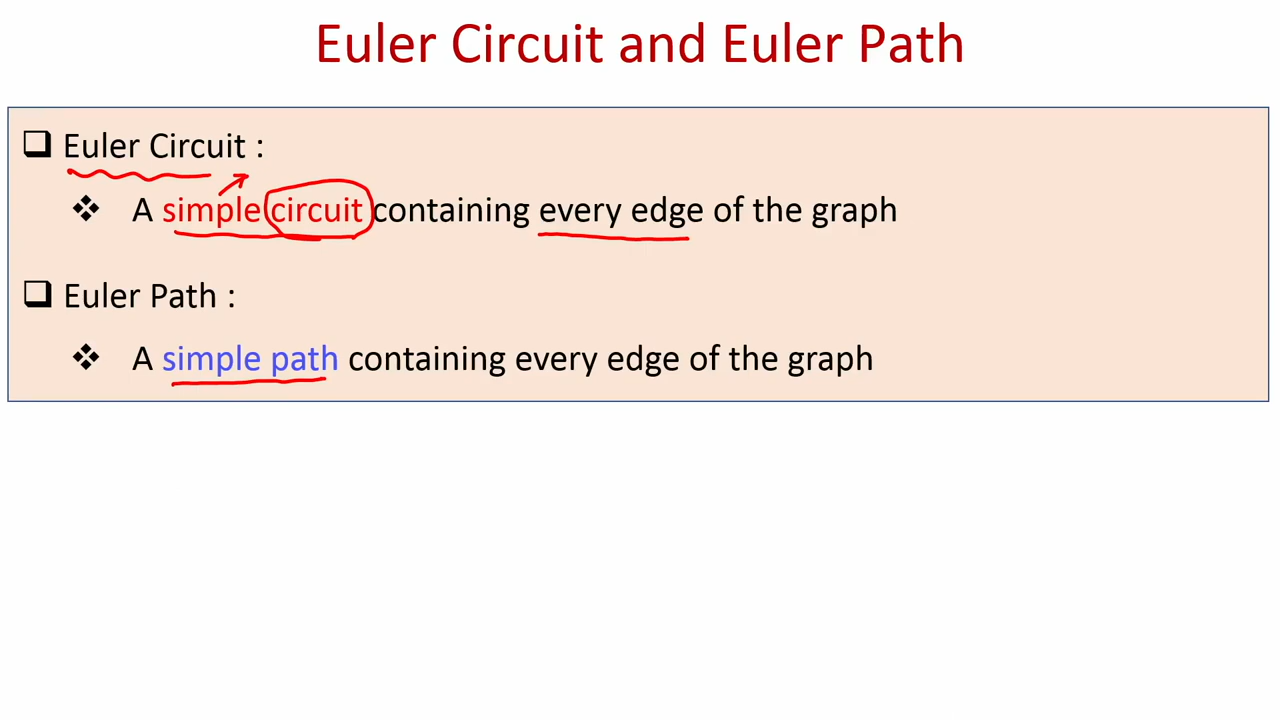 Euler Circuit and Euler Path
Euler Circuit :
A simple circuit containing every edge of the graph
Euler Path :
A simple path containing every edge of the graph